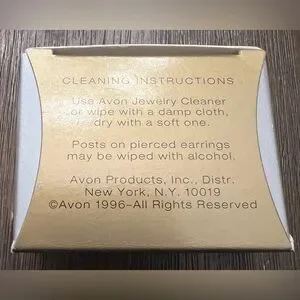 CLEANING INSTRUCTIONS
Use Avon Jewelry Cleaner
or wipe with a damp cloth,
dry with a soft one.
Posts on pierced earrings
may be wiped with alcohol.
Avon Products, Inc., Distr.
New York, N.Y. 10019
©Avon 1996–All Rights Reserved